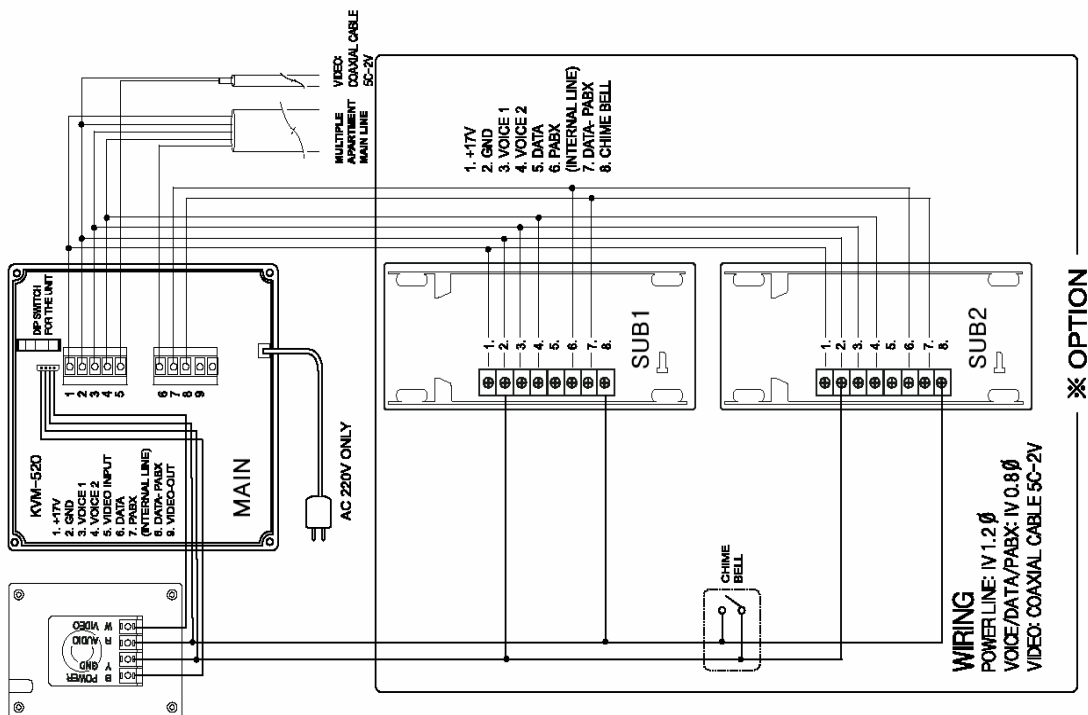 VIDEO:
COAXIAL CABLE
5C-2V
MULTIPLE
APARTMENT
MAIN LINE
1. +17V
2. GND
3. VOICE 1
4. VOICE 2
5. DATA
6. PABX
(INTERNAL LINE)
7. DATA- PABX
8. CHIME BELL
DIP SWITCH
FOR THE UNIT
1
2
3
4
5
6
7
8
9
KVM-520
1. +17V
2. GND
3. VOICE 1
4. VOICE 2
5. VIDEO INPUT
6. DATA
7. PABX
(INTERNAL LINE)
8. DATA- PABX
9. VIDEO-OUT
MAIN
AC 220V ONLY
1.
2.
3.
4.
5.
6.
7.
8.
SUB1
1.
2.
3.
4.
5.
6.
7.
8.
SUB2
W VIDEO
R AUDIO
Y GND
B POWER
CHIME
BELL
WIRING
POWER LINE: IV 1.2 Ø
VOICE/DATA/PABX: IV 0.8 Ø
VIDEO: COAXIAL CABLE 5C-2V
※ OPTION